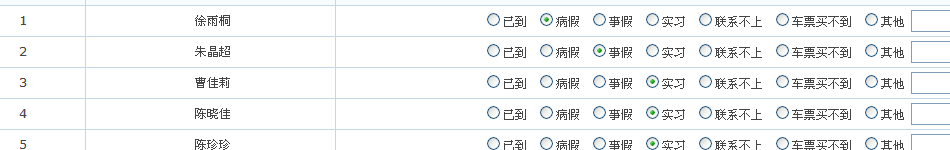 1 徐雨桐 已到 病假 事假 实习 联系不上 车票买不到 其他
2 朱晶超 已到 病假 事假 实习 联系不上 车票买不到 其他
3 曹佳莉 已到 病假 事假 实习 联系不上 车票买不到 其他
4 陈晓佳 已到 病假 事假 实习 联系不上 车票买不到 其他
5 陈珍珍 已到 病假 事假 实习 联系不上 车票买不到 其他